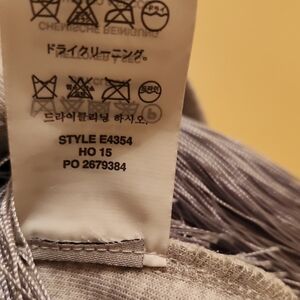 CHEMISCHE REINIGUNG
ドライクリーニング。
드라이클리닝 하시오.
STYLE E4354
HO 15
PO 2679384